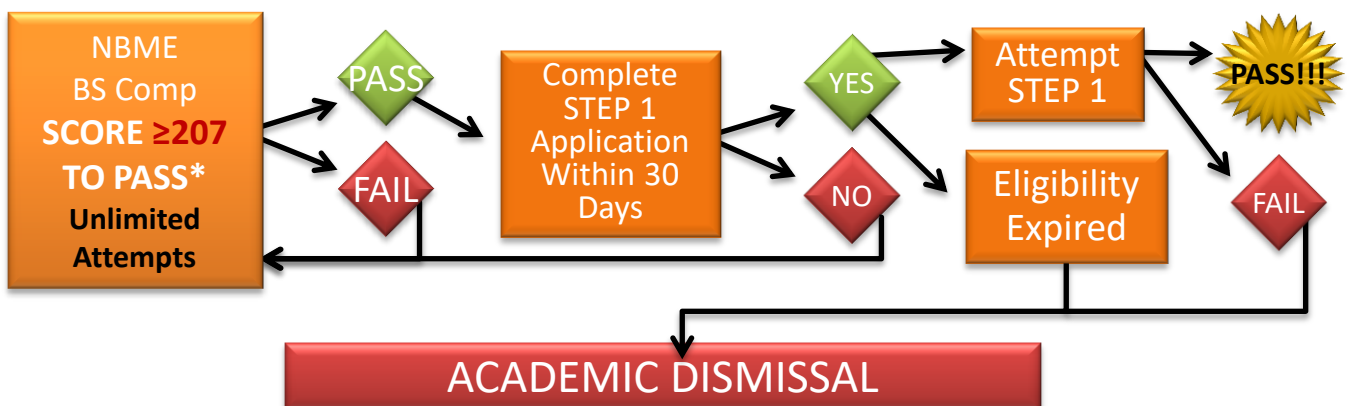 NBME
BS Comp
SCORE ≥207
TO PASS*
Unlimited
Attempts
PASS
FAIL
Complete
STEP 1
Application
Within 30
Days
YES
NO
Attempt
STEP 1
Eligibility
Expired
PASS!!!
FAIL
ACADEMIC DISMISSAL